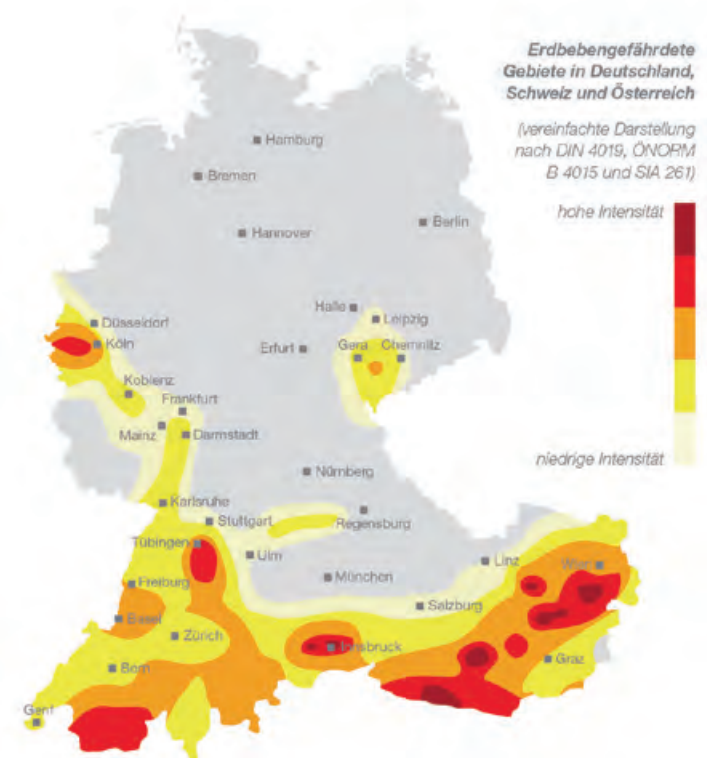 Erdbebengefährdete
Gebiete in Deutschland,
Schweiz und Österreich
(vereinfachte Darstellung
nach DIN 4019, ÖNORM
B 4015 und SIA 261)
hohe Intensität
niedrige Intensität
Hamburg
Bremen
Berlin
Hannover
Halle
Leipzig
Düsseldorf
Köln
Erfurt
Gera
Chemnitz
Koblenz
Frankfurt
Mainz
Darmstadt
Nürnberg
Karlsruhe
Stuttgart
Regensburg
Tübingen
Ulm
Linz
Wien
München
Freiburg
Salzburg
Basel
Zürich
Innsbruck
Graz
Bern
Genf